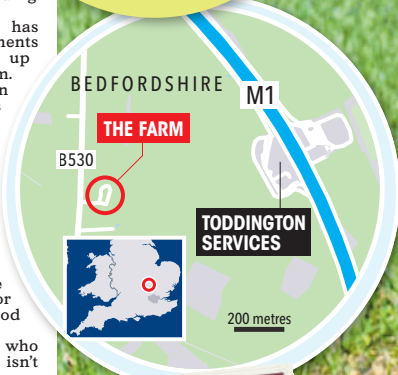 has
ments
up
n.
n
BEDFORDSHIRE
M1
THE FARM
B530
TODDINGTON
SERVICES
200 metres
e
or
od
who
isn't